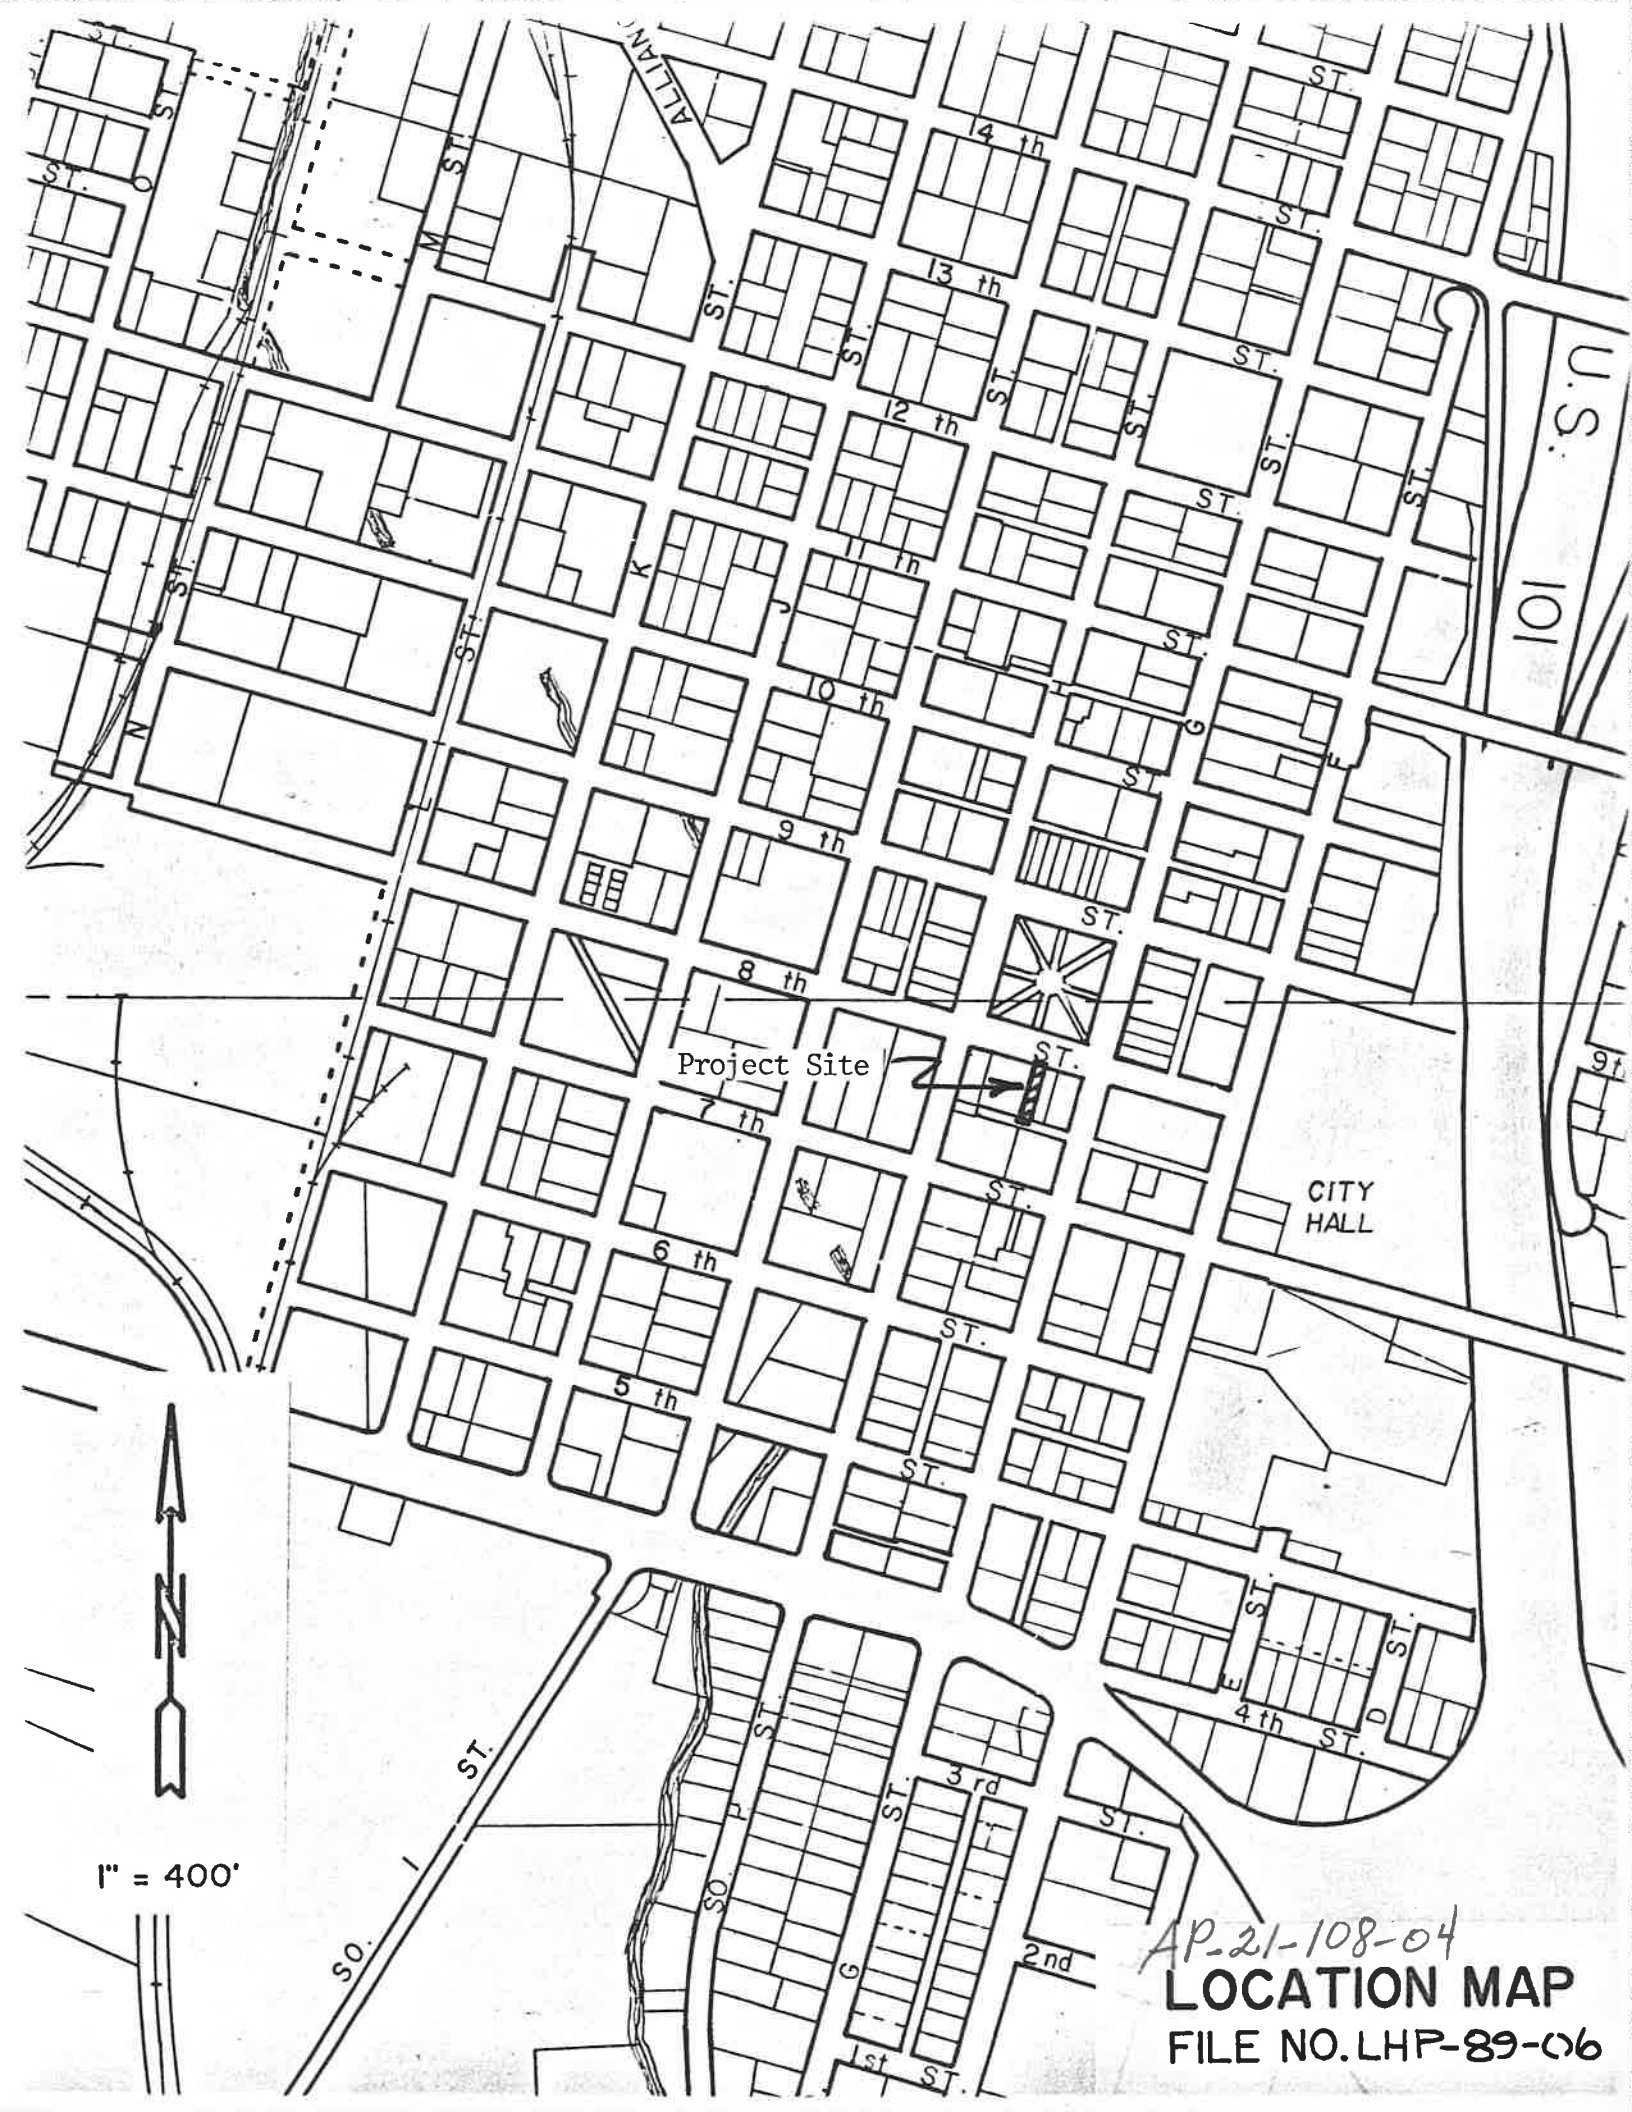 ST.
ALLIAN
ST.
ST.
14 th
ST.
ST.
O
ST.
M
13 th
ST.
ST.
ST.
U.S.
ST.
12 th
ST.
ST.
ST.
ST.
ST.
11 th
K
ST.
101
J
ST.
ST.
10 th
H
N
G
F
ST.
L
9 th
ST.
8 th
Project Site
ST.
9t
7 th
ST.
CITY
HALL
6 th
ST.
5 th
ST.
N
ST.
ST.
E
4 th ST.
D
ST.
ST.
3 rd
ST.
ST.
I
1" = 400'
SO.
SO.
G
2nd
AP-21-108-04
LOCATION MAP
FILE NO. LHP-89-06
1st ST.